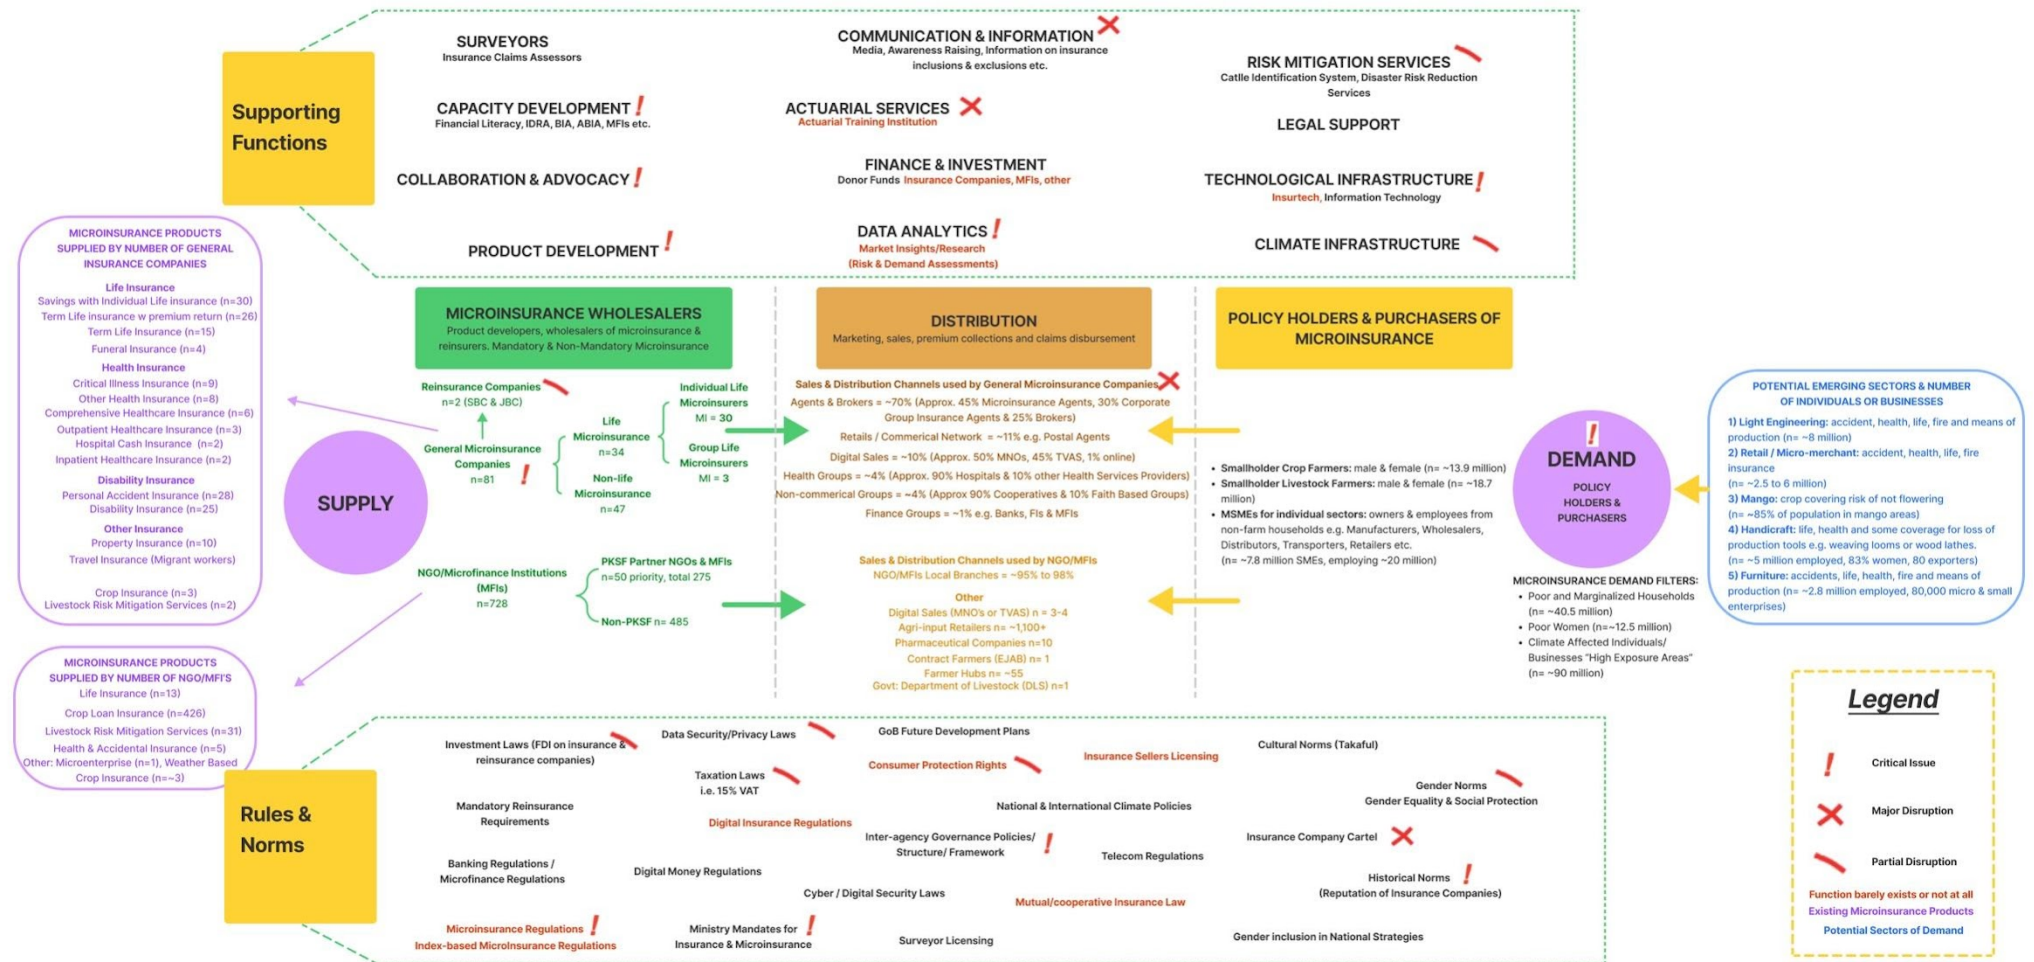 Supporting
Functions
SURVEYORS
Insurance Claims Assessors
CAPACITY DEVELOPMENT
Financial Literacy, IDRA, BIA, ABIA, MFIs etc.
COLLABORATION & ADVOCACY
PRODUCT DEVELOPMENT
COMMUNICATION & INFORMATION
Media, Awareness Raising, Information on insurance
inclusions & exclusions etc.
ACTUARIAL SERVICES
Actuarial Training Institution
FINANCE & INVESTMENT
Donor Funds Insurance Companies, MFIs, other
DATA ANALYTICS
Market Insights/Research
(Risk & Demand Assessments)
RISK MITIGATION SERVICES
Catlle Identification System, Disaster Risk Reduction
Services
LEGAL SUPPORT
TECHNOLOGICAL INFRASTRUCTURE
Insurtech, Information Technology
CLIMATE INFRASTRUCTURE
MICROINSURANCE PRODUCTS
SUPPLIED BY NUMBER OF GENERAL
INSURANCE COMPANIES
Life Insurance
Savings with Individual Life insurance (n=30)
Term Life insurance w premium return (n=26)
Term Life Insurance (n=15)
Funeral Insurance (n=4)
Health Insurance
Critical Illness Insurance (n=9)
Other Health Insurance (n=8)
Comprehensive Healthcare Insurance (n=6)
Outpatient Healthcare Insurance (n=3)
Hospital Cash Insurance (n=2)
Inpatient Healthcare Insurance (n=2)
Disability Insurance
Personal Accident Insurance (n=28)
Disability Insurance (n=25)
Other Insurance
Property Insurance (n=10)
Travel Insurance (Migrant workers)
Crop Insurance (n=3)
Livestock Risk Mitigation Services (n=2)
MICROINSURANCE PRODUCTS
SUPPLIED BY NUMBER OF NGO/MFI'S
Life Insurance (n=13)
Crop Loan Insurance (n=426)
Livestock Risk Mitigation Services (n=31)
Health & Accidental Insurance (n=5)
Other: Microenterprise (n=1), Weather Based
Crop Insurance (n=~3)
SUPPLY
MICROINSURANCE WHOLESALERS
Product developers, wholesalers of microinsurance &
reinsurers. Mandatory & Non-Mandatory Microinsurance
Reinsurance Companies
n=2 (SBC & JBC)
General Microinsurance
Companies
n=81
Life
Microinsurance
n=34
Non-life
Microinsurance
n=47
Individual Life
Microinsurers
MI = 30
Group Life
Microinsurers
MI = 3
NGO/Microfinance Institutions
(MFIs)
n=728
PKSF Partner NGOs & MFIs
n=50 priority, total 275
Non-PKSF n= 485
DISTRIBUTION
Marketing, sales, premium collections and claims disbursement
Sales & Distribution Channels used by General Microinsurance Companies
Agents & Brokers = ~70% (Approx. 45% Microinsurance Agents, 30% Corporate
Group Insurance Agents & 25% Brokers)
Retails / Commerical Network = ~11% e.g. Postal Agents
Digital Sales = ~10% (Approx. 50% MNOs, 45% TVAS, 1% online)
Health Groups = ~4% (Approx. 90% Hospitals & 10% other Health Services Providers)
Non-commerical Groups = ~4% (Approx 90% Cooperatives & 10% Faith Based Groups)
Finance Groups = ~1% e.g. Banks, FIs & MFIs
Sales & Distribution Channels used by NGO/MFIs
NGO/MFIs Local Branches = ~95% to 98%
Other
Digital Sales (MNO's or TVAS) n = 3-4
Agri-input Retailers n= ~1,100+
Pharmaceutical Companies n=10
Contract Farmers (EJAB) n= 1
Farmer Hubs n= ~55
Govt: Department of Livestock (DLS) n=1
POLICY HOLDERS & PURCHASERS OF
MICROINSURANCE
• Smallholder Crop Farmers: male & female (n= ~13.9 million)
• Smallholder Livestock Farmers: male & female (n= ~18.7
million)
• MSMEs for individual sectors: owners & employees from
non-farm households e.g. Manufacturers, Wholesalers,
Distributors, Transporters, Retailers etc.
(n= ~7.8 million SMEs, employing ~20 million)
DEMAND
POLICY
HOLDERS &
PURCHASERS
MICROINSURANCE DEMAND FILTERS:
• Poor and Marginalized Households
(n= ~40.5 million)
• Poor Women (n=~12.5 million)
• Climate Affected Individuals/
Businesses "High Exposure Areas"
(n= ~90 million)
POTENTIAL EMERGING SECTORS & NUMBER
OF INDIVIDUALS OR BUSINESSES
1) Light Engineering: accident, health, life, fire and means of
production (n= ~8 million)
2) Retail / Micro-merchant: accident, health, life, fire
insurance
(n= ~2.5 to 6 million)
3) Mango: crop covering risk of not flowering
(n= ~85% of population in mango areas)
4) Handicraft: life, health and some coverage for loss of
production tools e.g. weaving looms or wood lathes.
(n= ~5 million employed, 83% women, 80 exporters)
5) Furniture: accidents, life, health, fire and means of
production (n= ~2.8 million employed, 80,000 micro & small
enterprises)
Rules &
Norms
Investment Laws (FDI on insurance &
reinsurance companies)
Mandatory Reinsurance
Requirements
Banking Regulations /
Microfinance Regulations
Microinsurance Regulations
Index-based MicroInsurance Regulations
Data Security/Privacy Laws
Taxation Laws
i.e. 15% VAT
Digital Insurance Regulations
Digital Money Regulations
Ministry Mandates for
Insurance & Microinsurance
GoB Future Development Plans
Consumer Protection Rights
Inter-agency Governance Policies/
Structure/ Framework
Cyber / Digital Security Laws
Surveyor Licensing
Insurance Sellers Licensing
National & International Climate Policies
Telecom Regulations
Mutual/cooperative Insurance Law
Cultural Norms (Takaful)
Gender Norms
Gender Equality & Social Protection
Insurance Company Cartel
Historical Norms
(Reputation of Insurance Companies)
Gender inclusion in National Strategies
Legend
Critical Issue
Major Disruption
Partial Disruption
Function barely exists or not at all
Existing Microinsurance Products
Potential Sectors of Demand